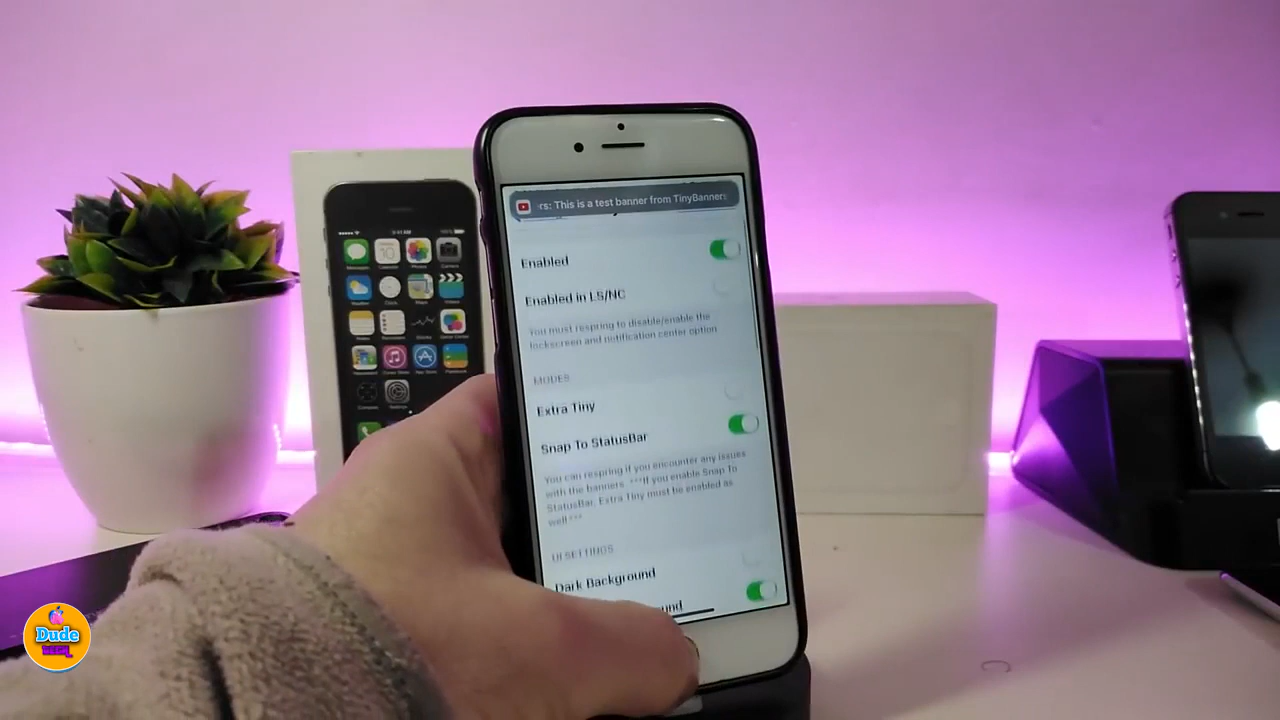 rs: This is a test banner from TinyBanners
Enabled
Enabled in LS/NC
You must respring to disable/enable the
lockscreen and notification center option
MODES
Extra Tiny
Snap To StatusBar
You can respring if you encounter any issues
with the banners. ***If you enable Snap To
StatusBar, Extra Tiny must be enabled as
well***
UI SETTINGS
Dark Background
und
Dude
TECH